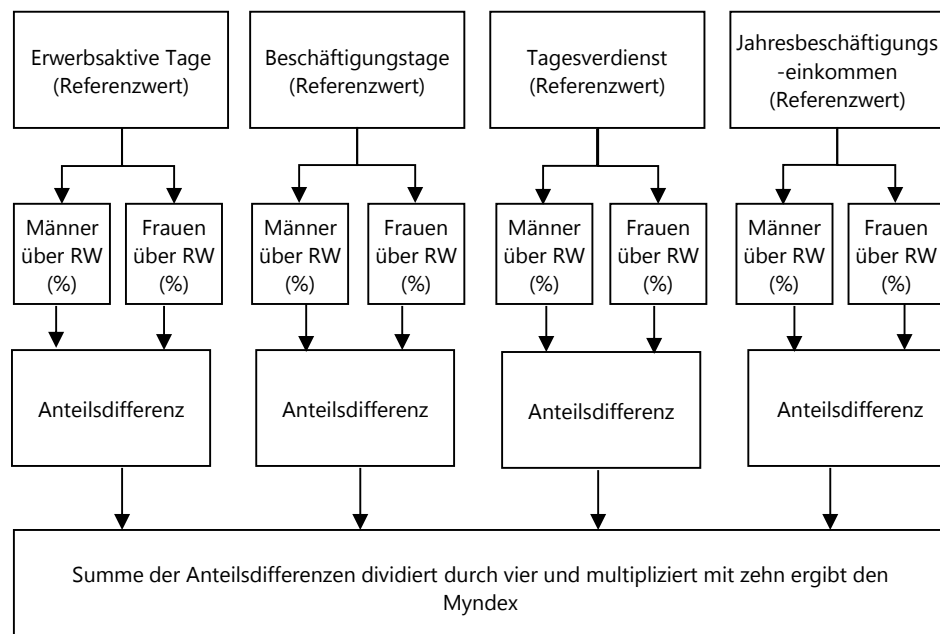 Erwerbsaktive Tage
(Referenzwert)
Beschäftigungstage
(Referenzwert)
Tagesverdienst
(Referenzwert)
Jahresbeschäftigungs
-einkommen
(Referenzwert)
Männer
über RW
(%)
Frauen
über RW
(%)
Männer
über RW
(%)
Frauen
über RW
(%)
Männer
über RW
(%)
Frauen
über RW
(%)
Männer
über RW
(%)
Frauen
über RW
(%)
Anteilsdifferenz
Anteilsdifferenz
Anteilsdifferenz
Anteilsdifferenz
Summe der Anteilsdifferenzen dividiert durch vier und multipliziert mit zehn ergibt den
Myndex